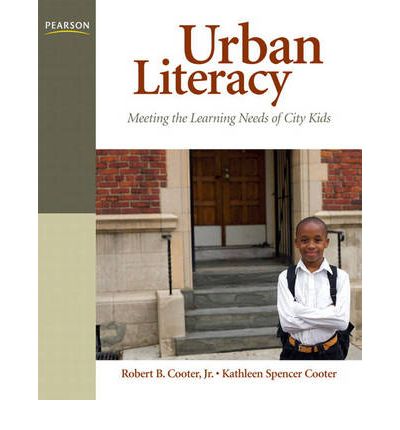 PEARSON
Urban
Literacy
Meeting the Learning Needs of City Kids
Robert B. Cooter, Jr. • Kathleen Spencer Cooter